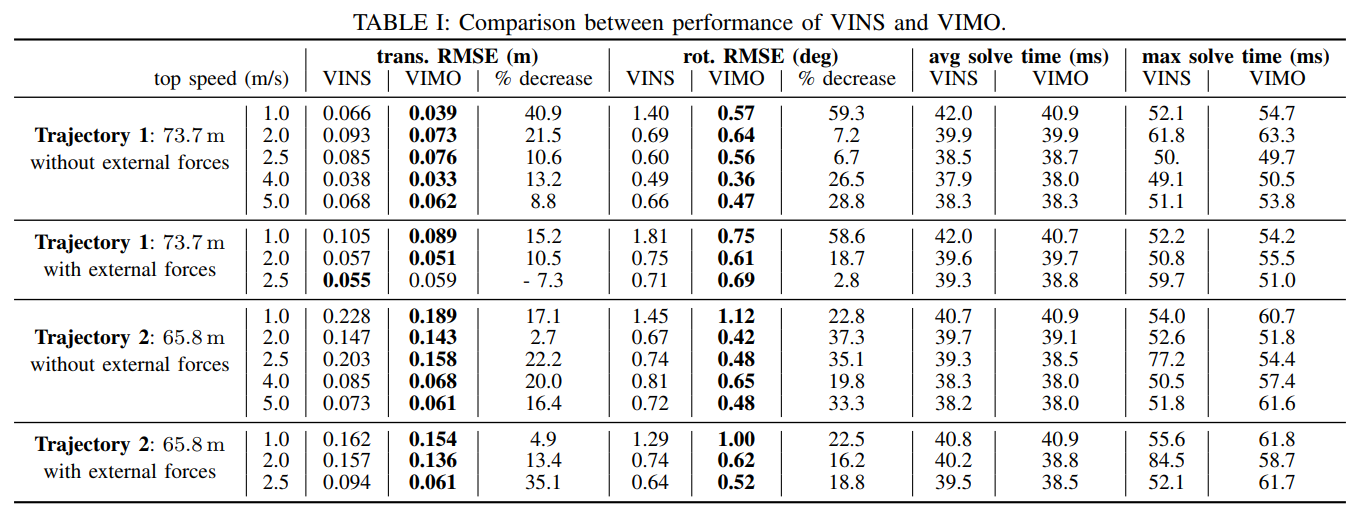 TABLE I: Comparison between performance of VINS and VIMO.
trans. RMSE (m) rot. RMSE (deg) avg solve time (ms) max solve time (ms)
top speed (m/s) VINS VIMO % decrease VINS VIMO % decrease VINS VIMO VINS VIMO
1.0 0.066 0.039 40.9 1.40 0.57 59.3 42.0 40.9 52.1 54.7
Trajectory 1: 73.7 m 2.0 0.093 0.073 21.5 0.69 0.64 7.2 39.9 39.9 61.8 63.3
without external forces 2.5 0.085 0.076 10.6 0.60 0.56 6.7 38.5 38.7 50. 49.7
4.0 0.038 0.033 13.2 0.49 0.36 26.5 37.9 38.0 49.1 50.5
5.0 0.068 0.062 8.8 0.66 0.47 28.8 38.3 38.3 51.1 53.8
Trajectory 1: 73.7 m 1.0 0.105 0.089 15.2 1.81 0.75 58.6 42.0 40.7 52.2 54.2
with external forces 2.0 0.057 0.051 10.5 0.75 0.61 18.7 39.6 39.7 50.8 55.5
2.5 0.055 0.059 - 7.3 0.71 0.69 2.8 39.3 38.8 59.7 51.0
1.0 0.228 0.189 17.1 1.45 1.12 22.8 40.7 40.9 54.0 60.7
Trajectory 2: 65.8 m 2.0 0.147 0.143 2.7 0.67 0.42 37.3 39.7 39.1 52.6 51.8
without external forces 2.5 0.203 0.158 22.2 0.74 0.48 35.1 39.3 38.5 77.2 54.4
4.0 0.085 0.068 20.0 0.81 0.65 19.8 38.3 38.0 50.5 57.4
5.0 0.073 0.061 16.4 0.72 0.48 33.3 38.2 38.0 51.8 61.6
Trajectory 2: 65.8 m 1.0 0.162 0.154 4.9 1.29 1.00 22.5 40.8 40.9 55.6 61.8
with external forces 2.0 0.157 0.136 13.4 0.74 0.62 16.2 40.2 38.8 84.5 58.7
2.5 0.094 0.061 35.1 0.64 0.52 18.8 39.5 38.5 52.1 61.7